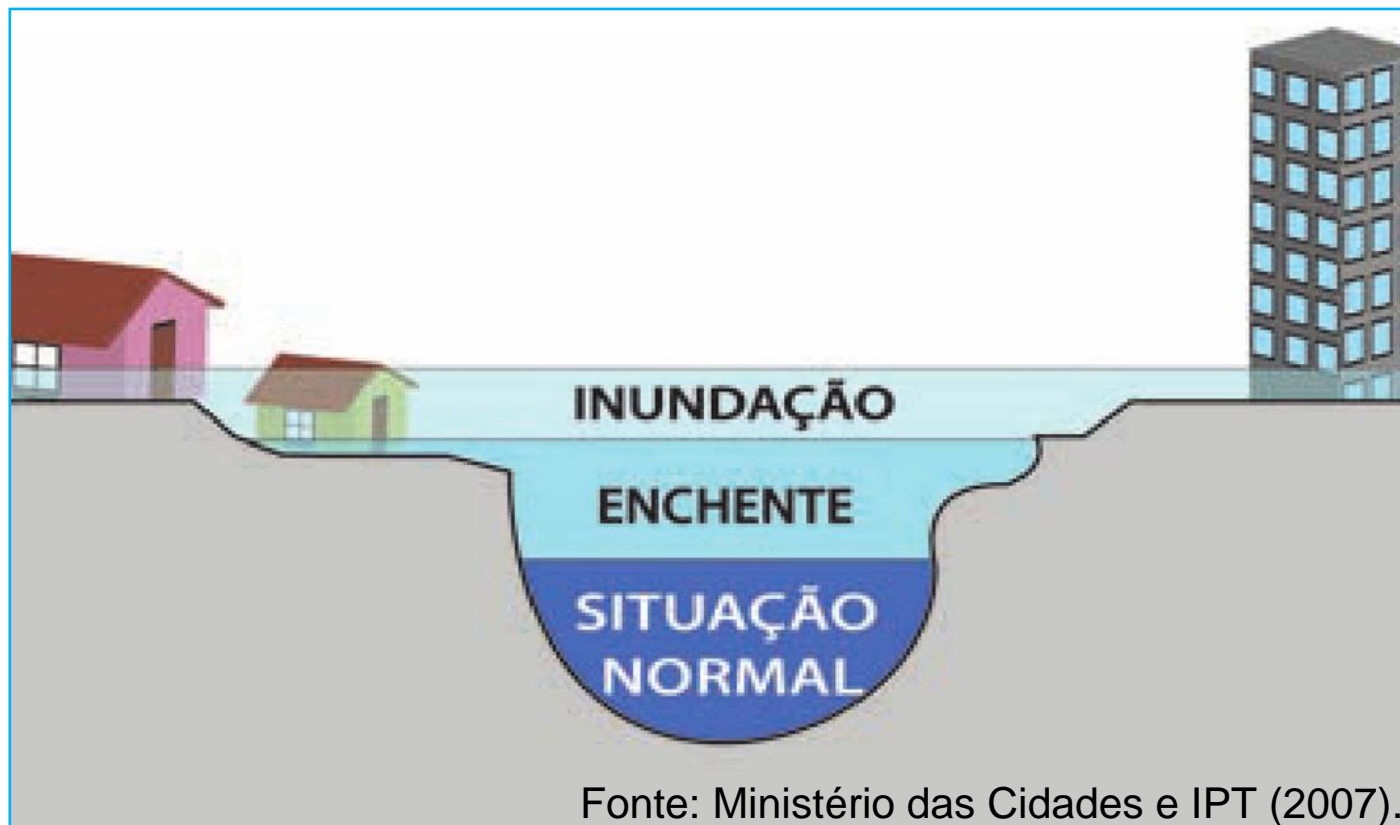 INUNDAÇÃO
ENCHENTE
SITUAÇÃO
NORMAL
Fonte: Ministério das Cidades e IPT (2007).